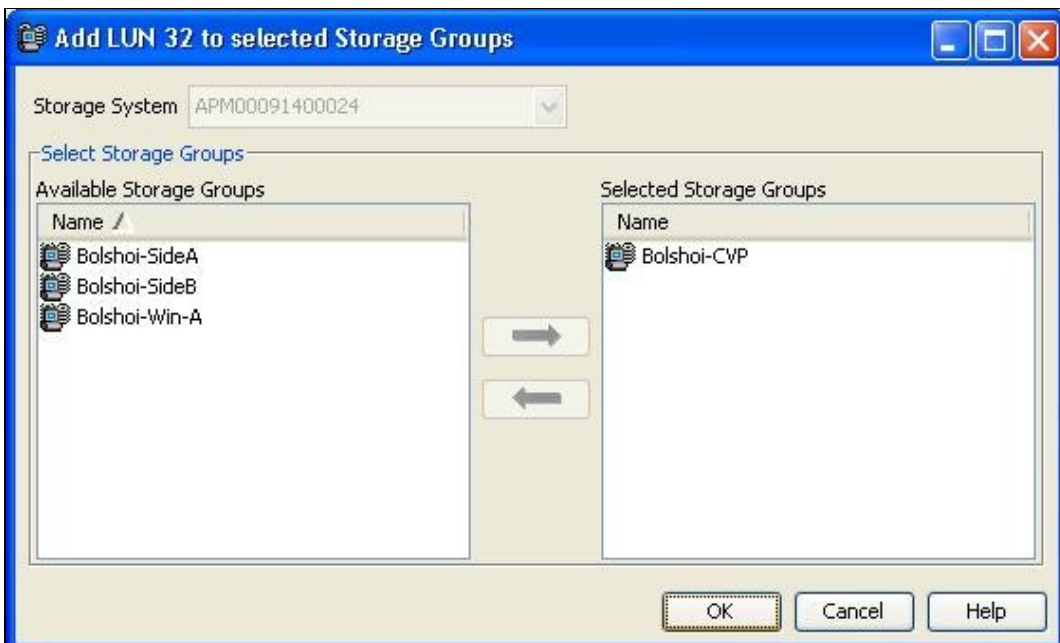 Add LUN 32 to selected Storage Groups
Storage System APM00091400024
Select Storage Groups
Available Storage Groups
Name
Bolshoi-SideA
Bolshoi-SideB
Bolshoi-Win-A
Selected Storage Groups
Name
Bolshoi-CVP
OK Cancel Help